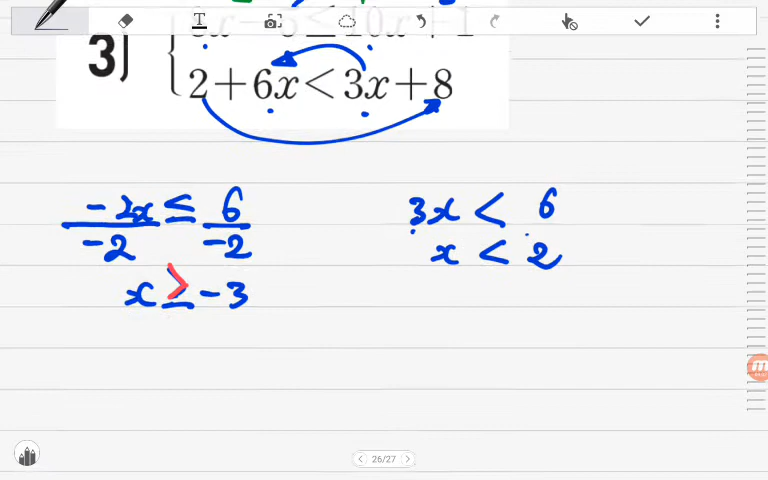 3)
2+6x<3x+8
-2x ≤ 6
-2 -2
x ≥ -3
3x < 6
x < 2
26/27